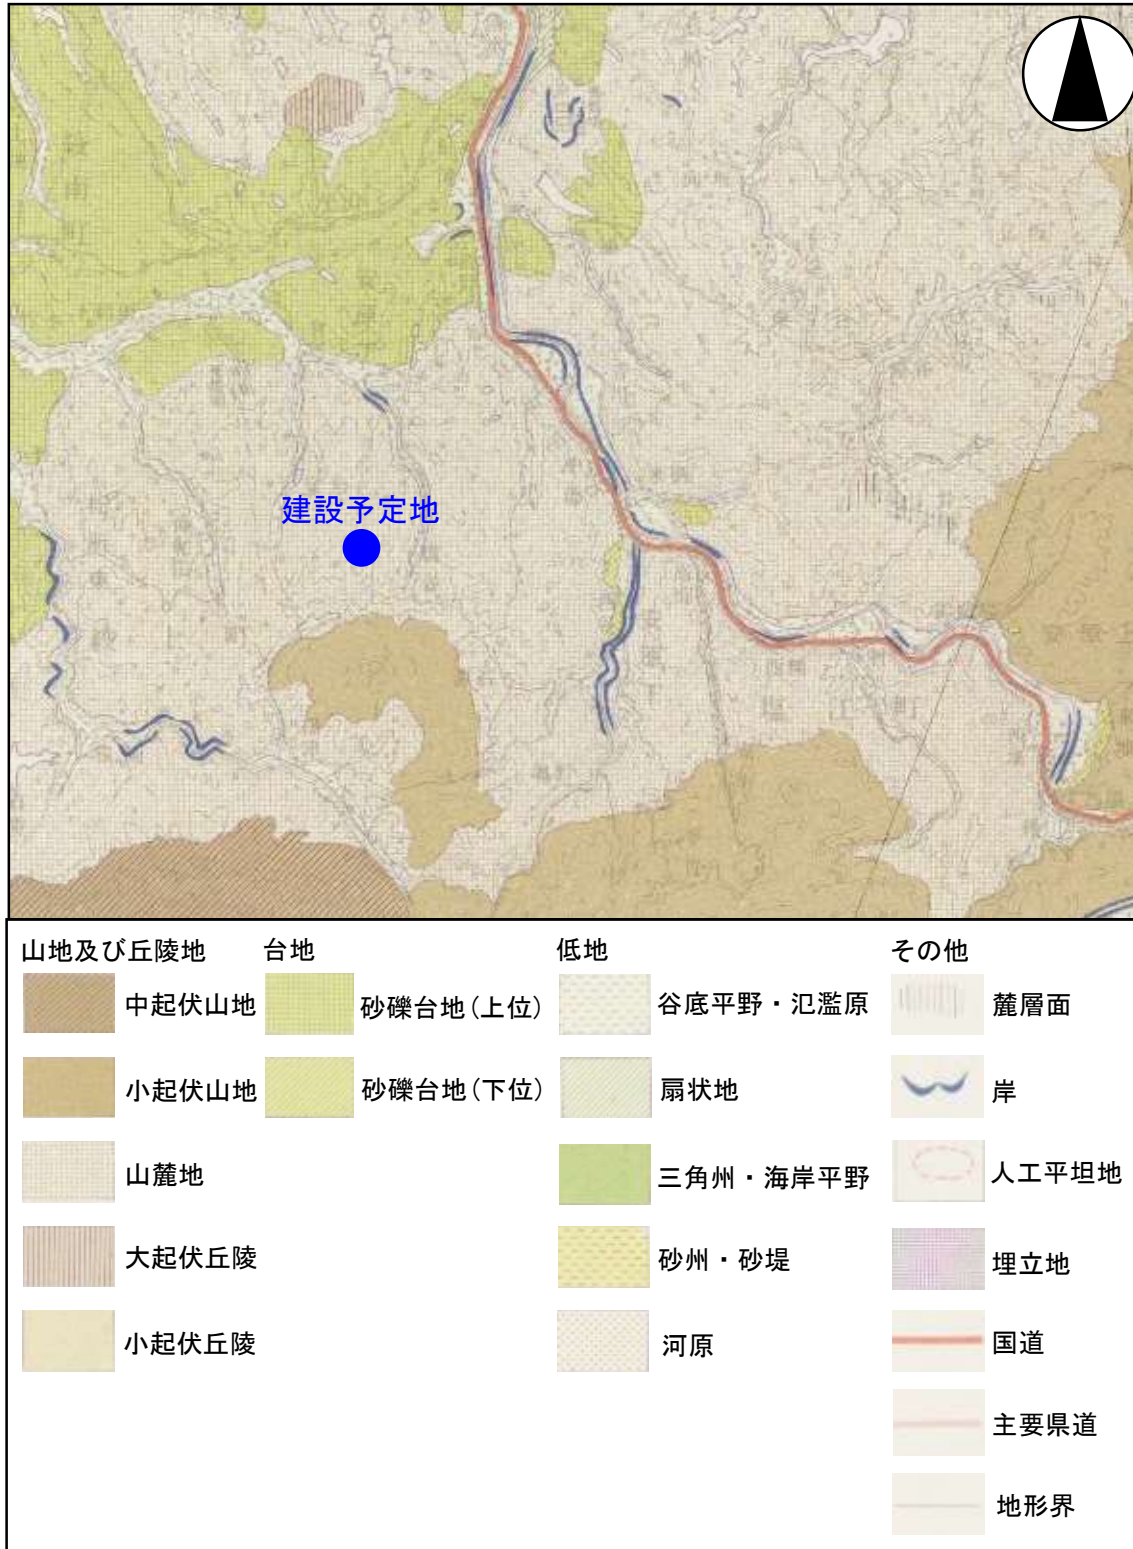 建設予定地
塩江町
山地及び丘陵地
台地
低地
その他
中起伏山地
砂礫台地(上位)
谷底平野・氾濫原
麓層面
小起伏山地
砂礫台地(下位)
扇状地
岸
山麓地
三角州・海岸平野
人工平坦地
大起伏丘陵
砂州・砂堤
埋立地
小起伏丘陵
河原
国道
主要県道
地形界